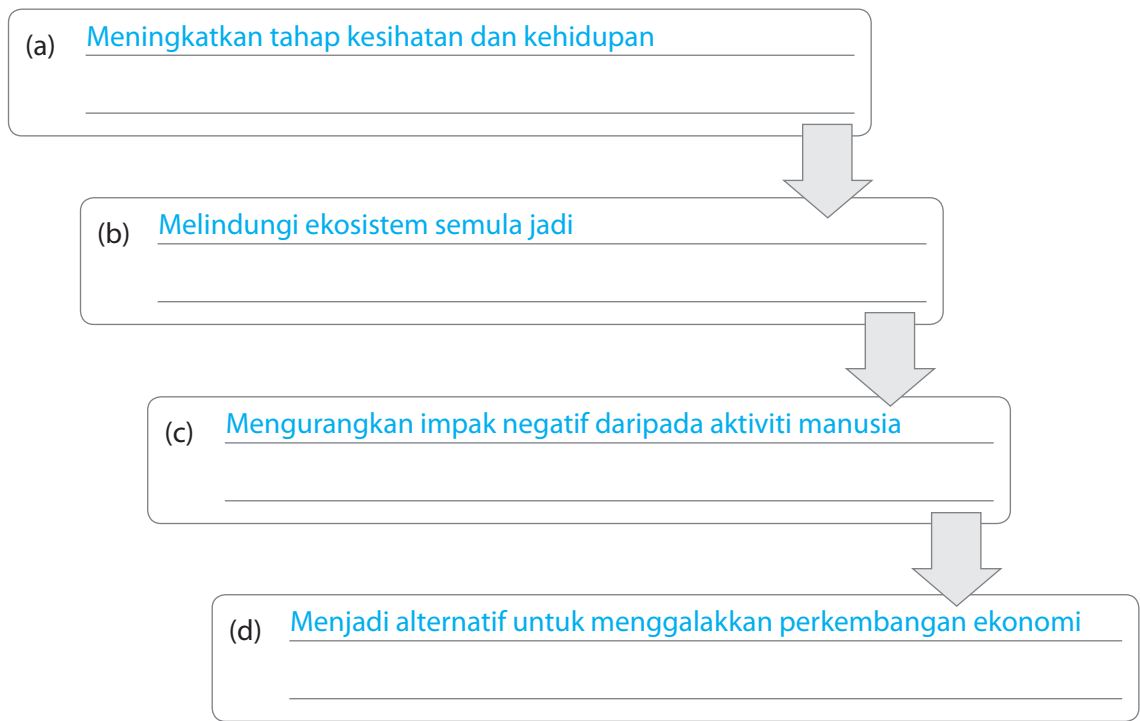 (a) Meningkatkan tahap kesihatan dan kehidupan
(b) Melindungi ekosistem semula jadi
(c) Mengurangkan impak negatif daripada aktiviti manusia
(d) Menjadi alternatif untuk menggalakkan perkembangan ekonomi